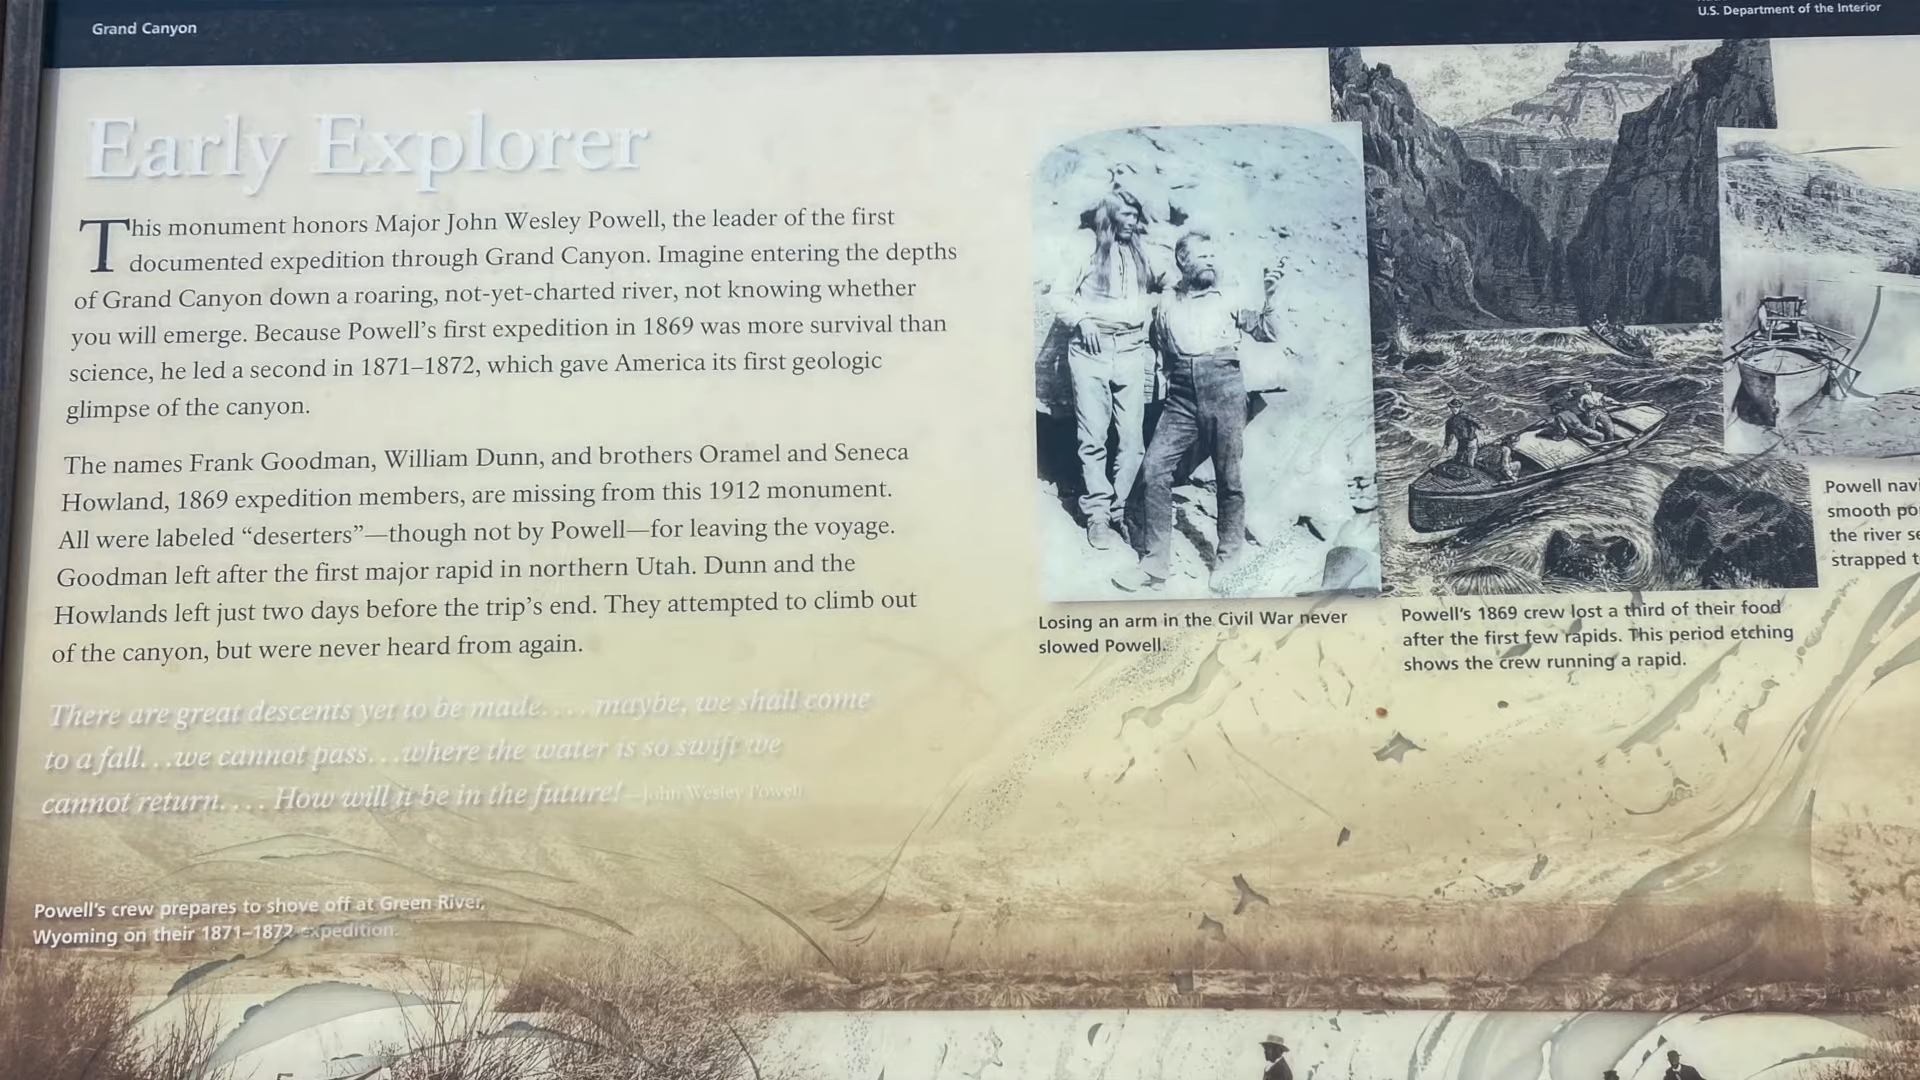 Grand Canyon
U.S. Department of the Interior
Early Explorer
This monument honors Major John Wesley Powell, the leader of the first
documented expedition through Grand Canyon. Imagine entering the depths
of Grand Canyon down a roaring, not-yet-charted river, not knowing whether
you will emerge. Because Powell's first expedition in 1869 was more survival than
science, he led a second in 1871–1872, which gave America its first geologic
glimpse of the canyon.
The names Frank Goodman, William Dunn, and brothers Oramel and Seneca
Howland, 1869 expedition members, are missing from this 1912 monument.
All were labeled “deserters”—though not by Powell—for leaving the voyage.
Goodman left after the first major rapid in northern Utah. Dunn and the
Howlands left just two days before the trip's end. They attempted to climb out
of the canyon, but were never heard from again.
There are great descents yet to be made. . . . maybe, we shall come
to a fall. . .we cannot pass. . .where the water is so swift we
cannot return. . . . How will it be in the future!—John Wesley Powell
Losing an arm in the Civil War never
slowed Powell.
Powell's 1869 crew lost a third of their food
after the first few rapids. This period etching
shows the crew running a rapid.
Powell
smooth
the river
strapped
Powell's crew prepares to shove off at Green River,
Wyoming on their 1871–1872 expedition.